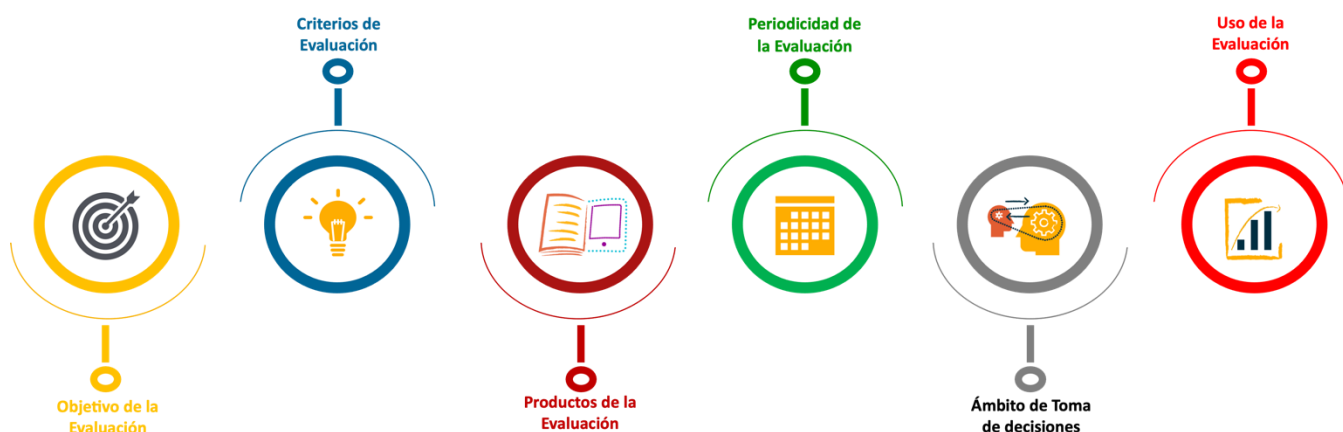 Criterios de
Evaluación
Periodicidad de
la Evaluación
Uso de la
Evaluación
Objetivo de la
Evaluación
Productos de la
Evaluación
Ámbito de Toma
de decisiones